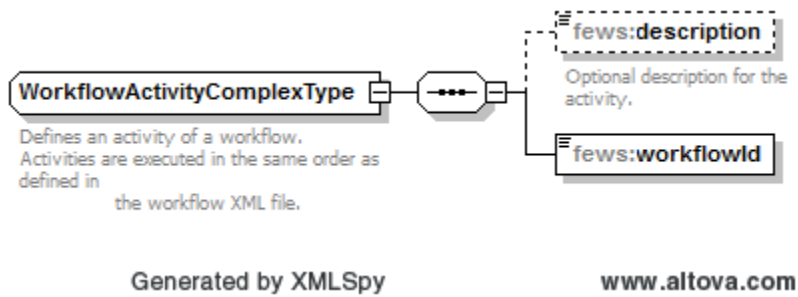 fews:description
Optional description for the
activity.
WorkflowActivityComplexType
Defines an activity of a workflow.
Activities are executed in the same order as
defined in
the workflow XML file.
fews:workflowId
Generated by XMLSpy
www.altova.com